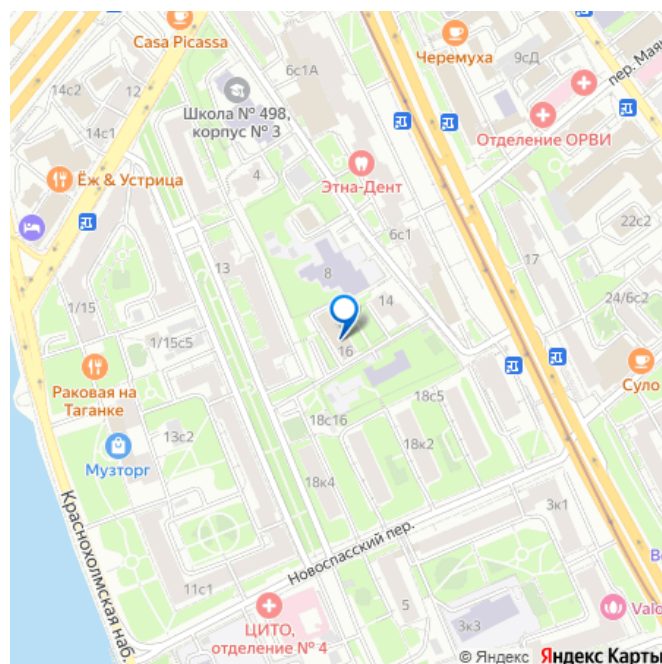 Casa Picassa
Черемуха
9сД
6с1А
пер. Мая
14с2
12
Школа № 498,
корпус № 3
14с1
Отделение ОРВИ
Ёж & Устрица
4
Этна-Дент
22с2
6с1
13
8
17
1/15
14
24/6с2
1/15с5
16
Раковая на
Таганке
Суло
18с5
18с16
13с2
18к2
Музторг
18к4
3к1
Краснохолмская наб.
Новоспасский пер.
11с1
5
ЦИТО,
отделение № 4
3к3
Valo
© Яндекс Яндекс Карты